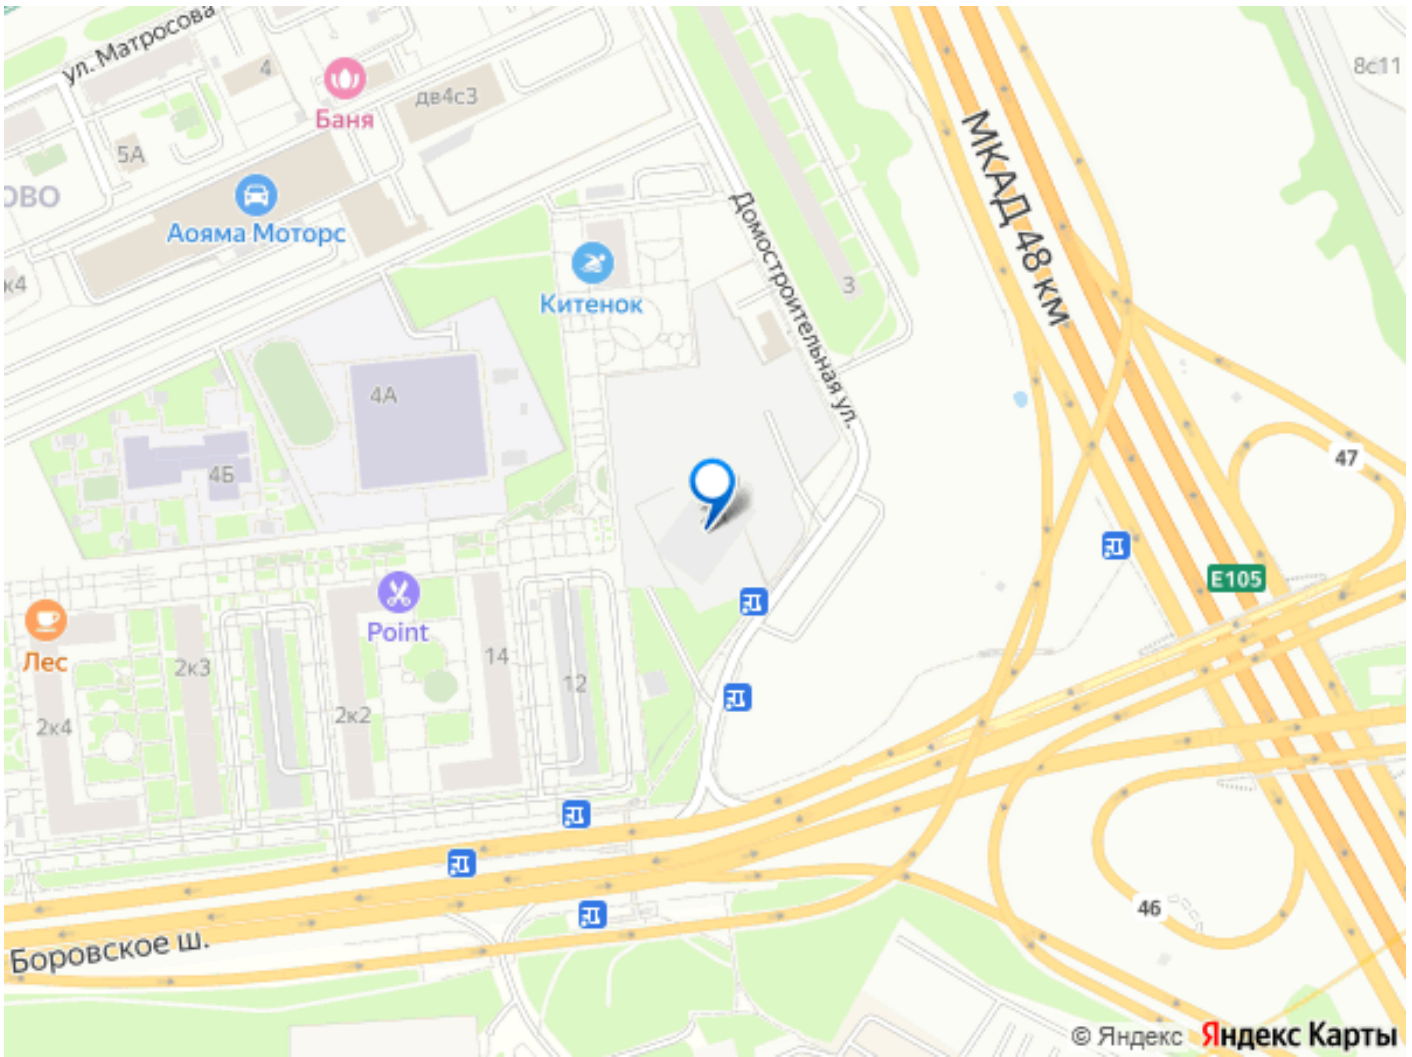 ул. Матросова
4
Баня
дв4с3
8с11
5А
ОВО
Аояма Моторс
МКАД 48 км
Домостроительная ул.
к4
Китенок
3
4А
4Б
47
E105
Point
Лес
2к3
14
12
2к4
2к2
46
Боровское ш.
© Яндекс Яндекс Карты